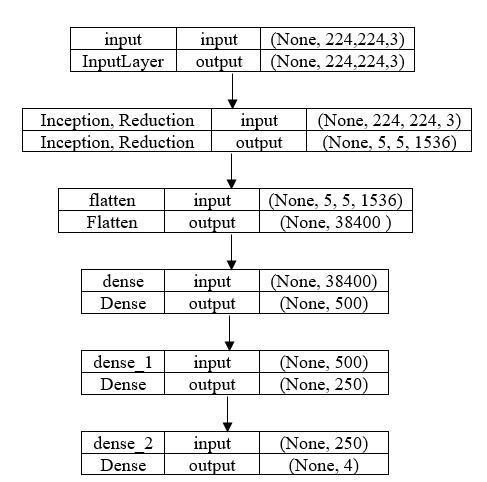 input input (None, 224,224,3)
InputLayer output (None, 224,224,3)
Inception, Reduction input (None, 224, 224, 3)
Inception, Reduction output (None, 5, 5, 1536)
flatten input (None, 5, 5, 1536)
Flatten output (None, 38400 )
dense input (None, 38400)
Dense output (None, 500)
dense_1 input (None, 500)
Dense output (None, 250)
dense_2 input (None, 250)
Dense output (None, 4)